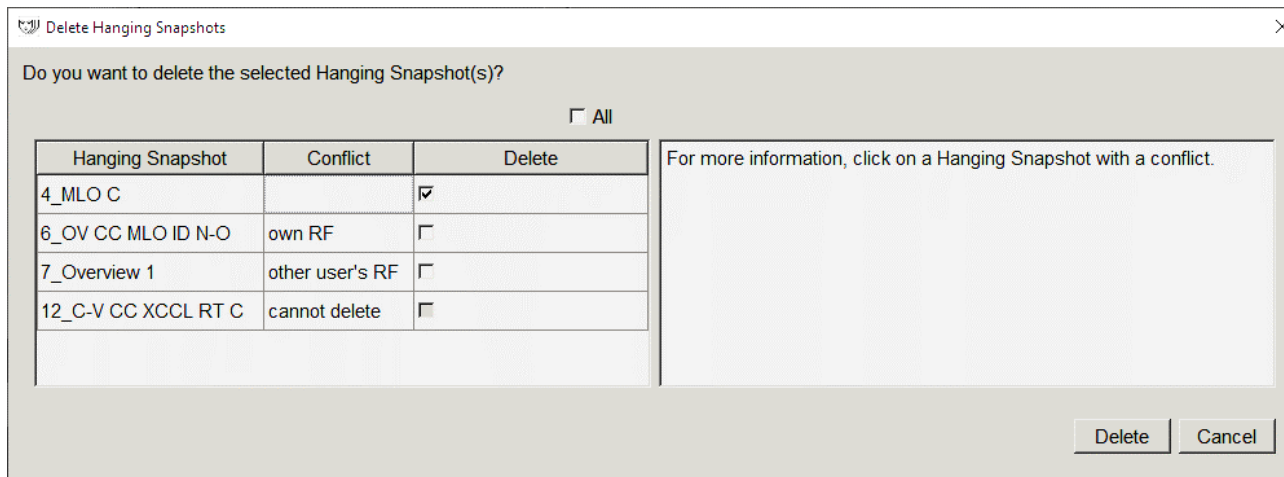 Delete Hanging Snapshots
Do you want to delete the selected Hanging Snapshot(s)?
All
Hanging Snapshot Conflict Delete
4_MLO C
6_OV CC MLO ID N-O own RF
7_Overview 1 other user's RF
12_C-V CC XCCL RT C cannot delete
For more information, click on a Hanging Snapshot with a conflict.
Delete Cancel